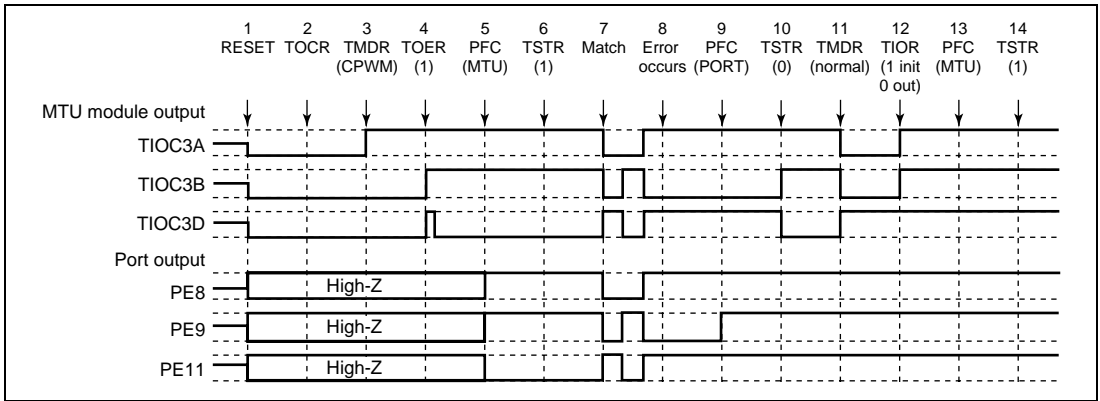 1 2 3 4 5 6 7 8 9 10 11 12 13 14
RESET TOCR TMDR TOER PFC TSTR Match Error PFC TSTR TMDR TIOR PFC TSTR
(CPWM) (1) (MTU) (1) occurs (PORT) (0) (normal) (1 init (MTU) (1)
0 out)
MTU module output
TIOC3A
TIOC3B
TIOC3D
Port output
PE8 High-Z
PE9 High-Z
PE11 High-Z